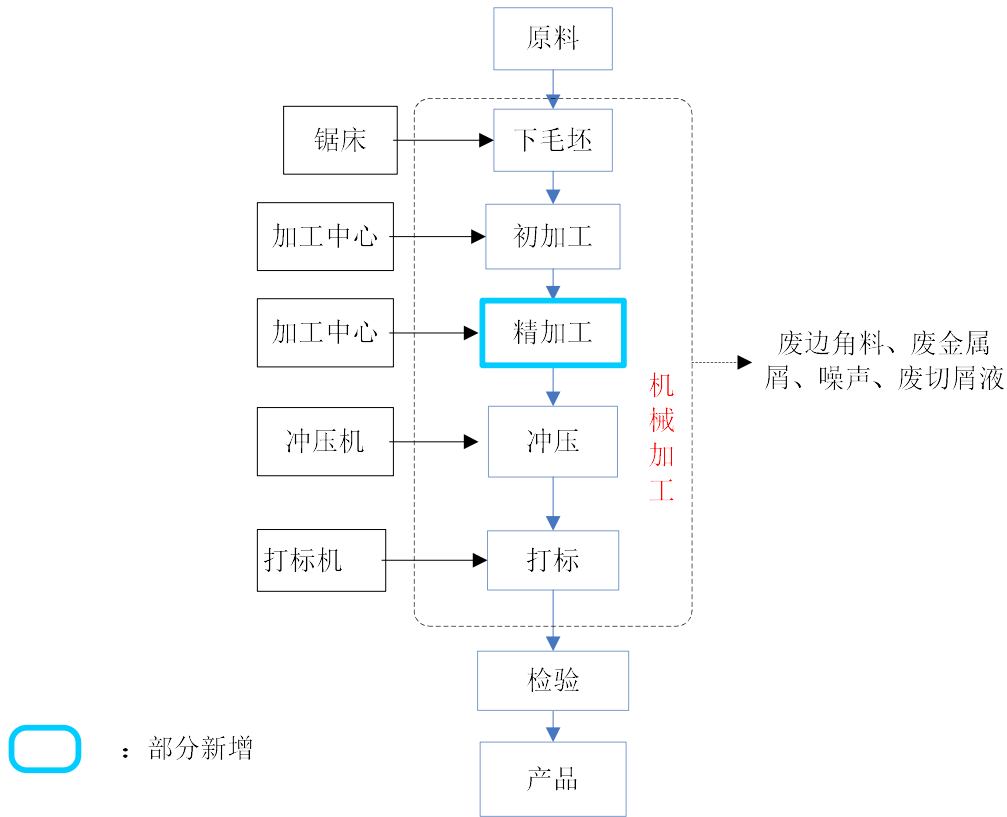 原料
锯床
下毛坯
加工中心
初加工
加工中心
精加工
废边角料、废金属
屑、噪声、废切屑液
机
械
加
工
冲压机
冲压
打标机
打标
检验
：部分新增
产品